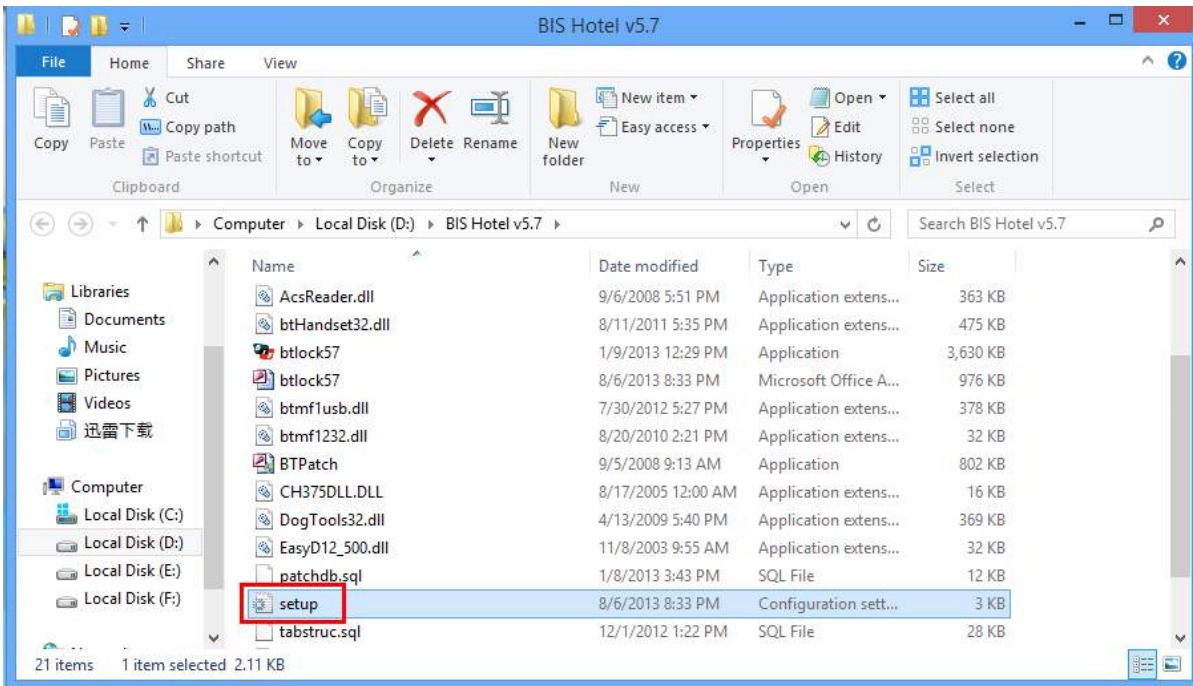 BIS Hotel v5.7
File Home Share View
Copy
Paste
Cut
Copy path
Paste shortcut
Clipboard
Move to
Copy to
Delete
Rename
Organize
New folder
New item
Easy access
New
Properties
Open
Edit
History
Open
Select all
Select none
Invert selection
Select
Computer Local Disk (D:) BIS Hotel v5.7
Search BIS Hotel v5.7
Libraries
Documents
Music
Pictures
Videos
迅雷下载
Computer
Local Disk (C:)
Local Disk (D:)
Local Disk (E:)
Local Disk (F:)
Name Date modified Type Size
AcsReader.dll 9/6/2008 5:51 PM Application extens... 363 KB
btHandset32.dll 8/11/2011 5:35 PM Application extens... 475 KB
btlock57 1/9/2013 12:29 PM Application 3,630 KB
btlock57 8/6/2013 8:33 PM Microsoft Office A... 976 KB
btmf1usb.dll 7/30/2012 5:27 PM Application extens... 378 KB
btmf1232.dll 8/20/2010 2:21 PM Application extens... 32 KB
BTPatch 9/5/2008 9:13 AM Application 802 KB
CH375DLL.DLL 8/17/2005 12:00 AM Application extens... 16 KB
DogTools32.dll 4/13/2009 5:40 PM Application extens... 369 KB
EasyD12_500.dll 11/8/2003 9:55 AM Application extens... 32 KB
patchdb.sql 1/8/2013 3:43 PM SQL File 12 KB
setup 8/6/2013 8:33 PM Configuration sett... 3 KB
tabstruc.sql 12/1/2012 1:22 PM SQL File 28 KB
21 items 1 item selected 2.11 KB